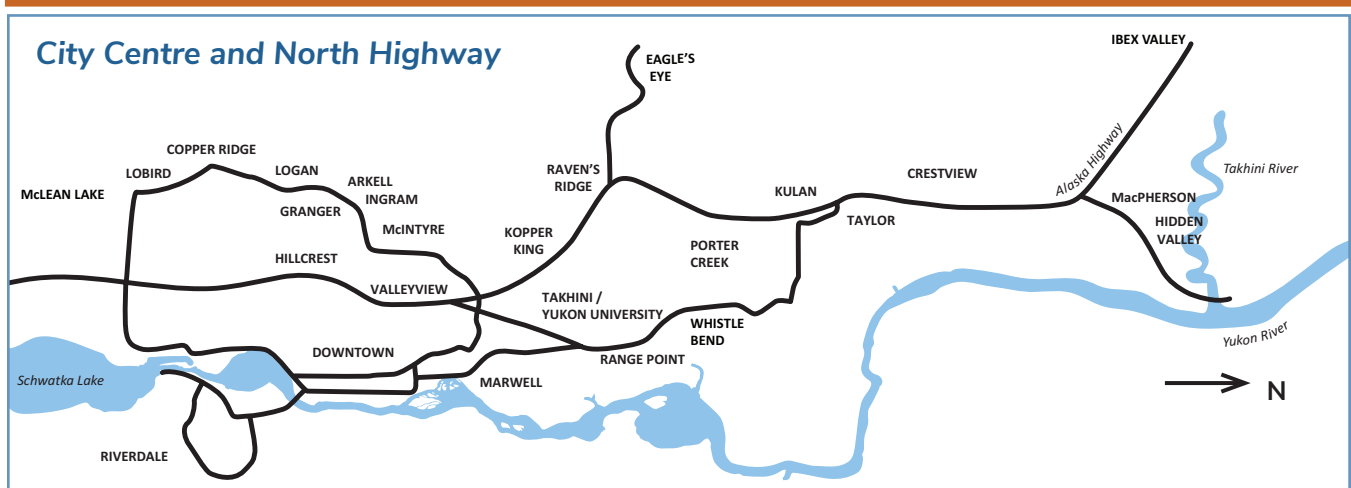 City Centre and North Highway
IBEX VALLEY
EAGLE'S
EYE
COPPER RIDGE
LOBIRD
LOGAN
McLEAN LAKE
ARKELL
INGRAM
GRANGER
McINTYRE
RAVEN'S
RIDGE
KULAN
CRESTVIEW
Alaska Highway
Takhini River
MacPHERSON
HIDDEN
VALLEY
TAYLOR
KOPPER
KING
PORTER
CREEK
HILLCREST
VALLEYVIEW
TAKHINI /
YUKON UNIVERSITY
WHISTLE
BEND
RANGE POINT
DOWNTOWN
MARWELL
Schwatka Lake
Yukon River
N
RIVERDALE